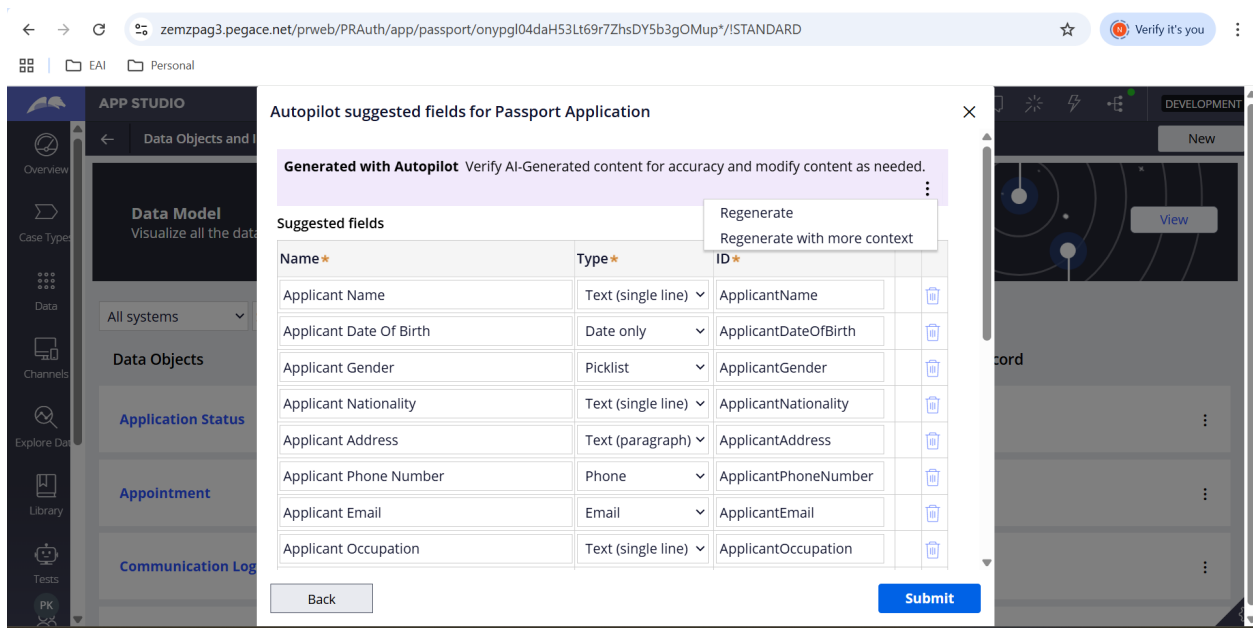 zemzpag3.pegace.net/prweb/PRAuth/app/passport/onypgl04daH53Lt69r7ZhsDY5b3gOMup*/!STANDARD
N
Verify it's you
EAI
Personal
APP STUDIO
DEVELOPMENT
Data Objects and I
New
Overview
Case Types
Data
Channels
Explore Dat
Library
Tests
PK
Data Model
Visualize all the data
View
All systems
Data Objects
cord
Application Status
Appointment
Communication Log
Autopilot suggested fields for Passport Application
Generated with Autopilot Verify AI-Generated content for accuracy and modify content as needed.
Regenerate
Regenerate with more context
Suggested fields
Name* Type* ID*
Applicant Name Text (single line) ApplicantName
Applicant Date Of Birth Date only ApplicantDateOfBirth
Applicant Gender Picklist ApplicantGender
Applicant Nationality Text (single line) ApplicantNationality
Applicant Address Text (paragraph) ApplicantAddress
Applicant Phone Number Phone ApplicantPhoneNumber
Applicant Email Email ApplicantEmail
Applicant Occupation Text (single line) ApplicantOccupation
Back
Submit